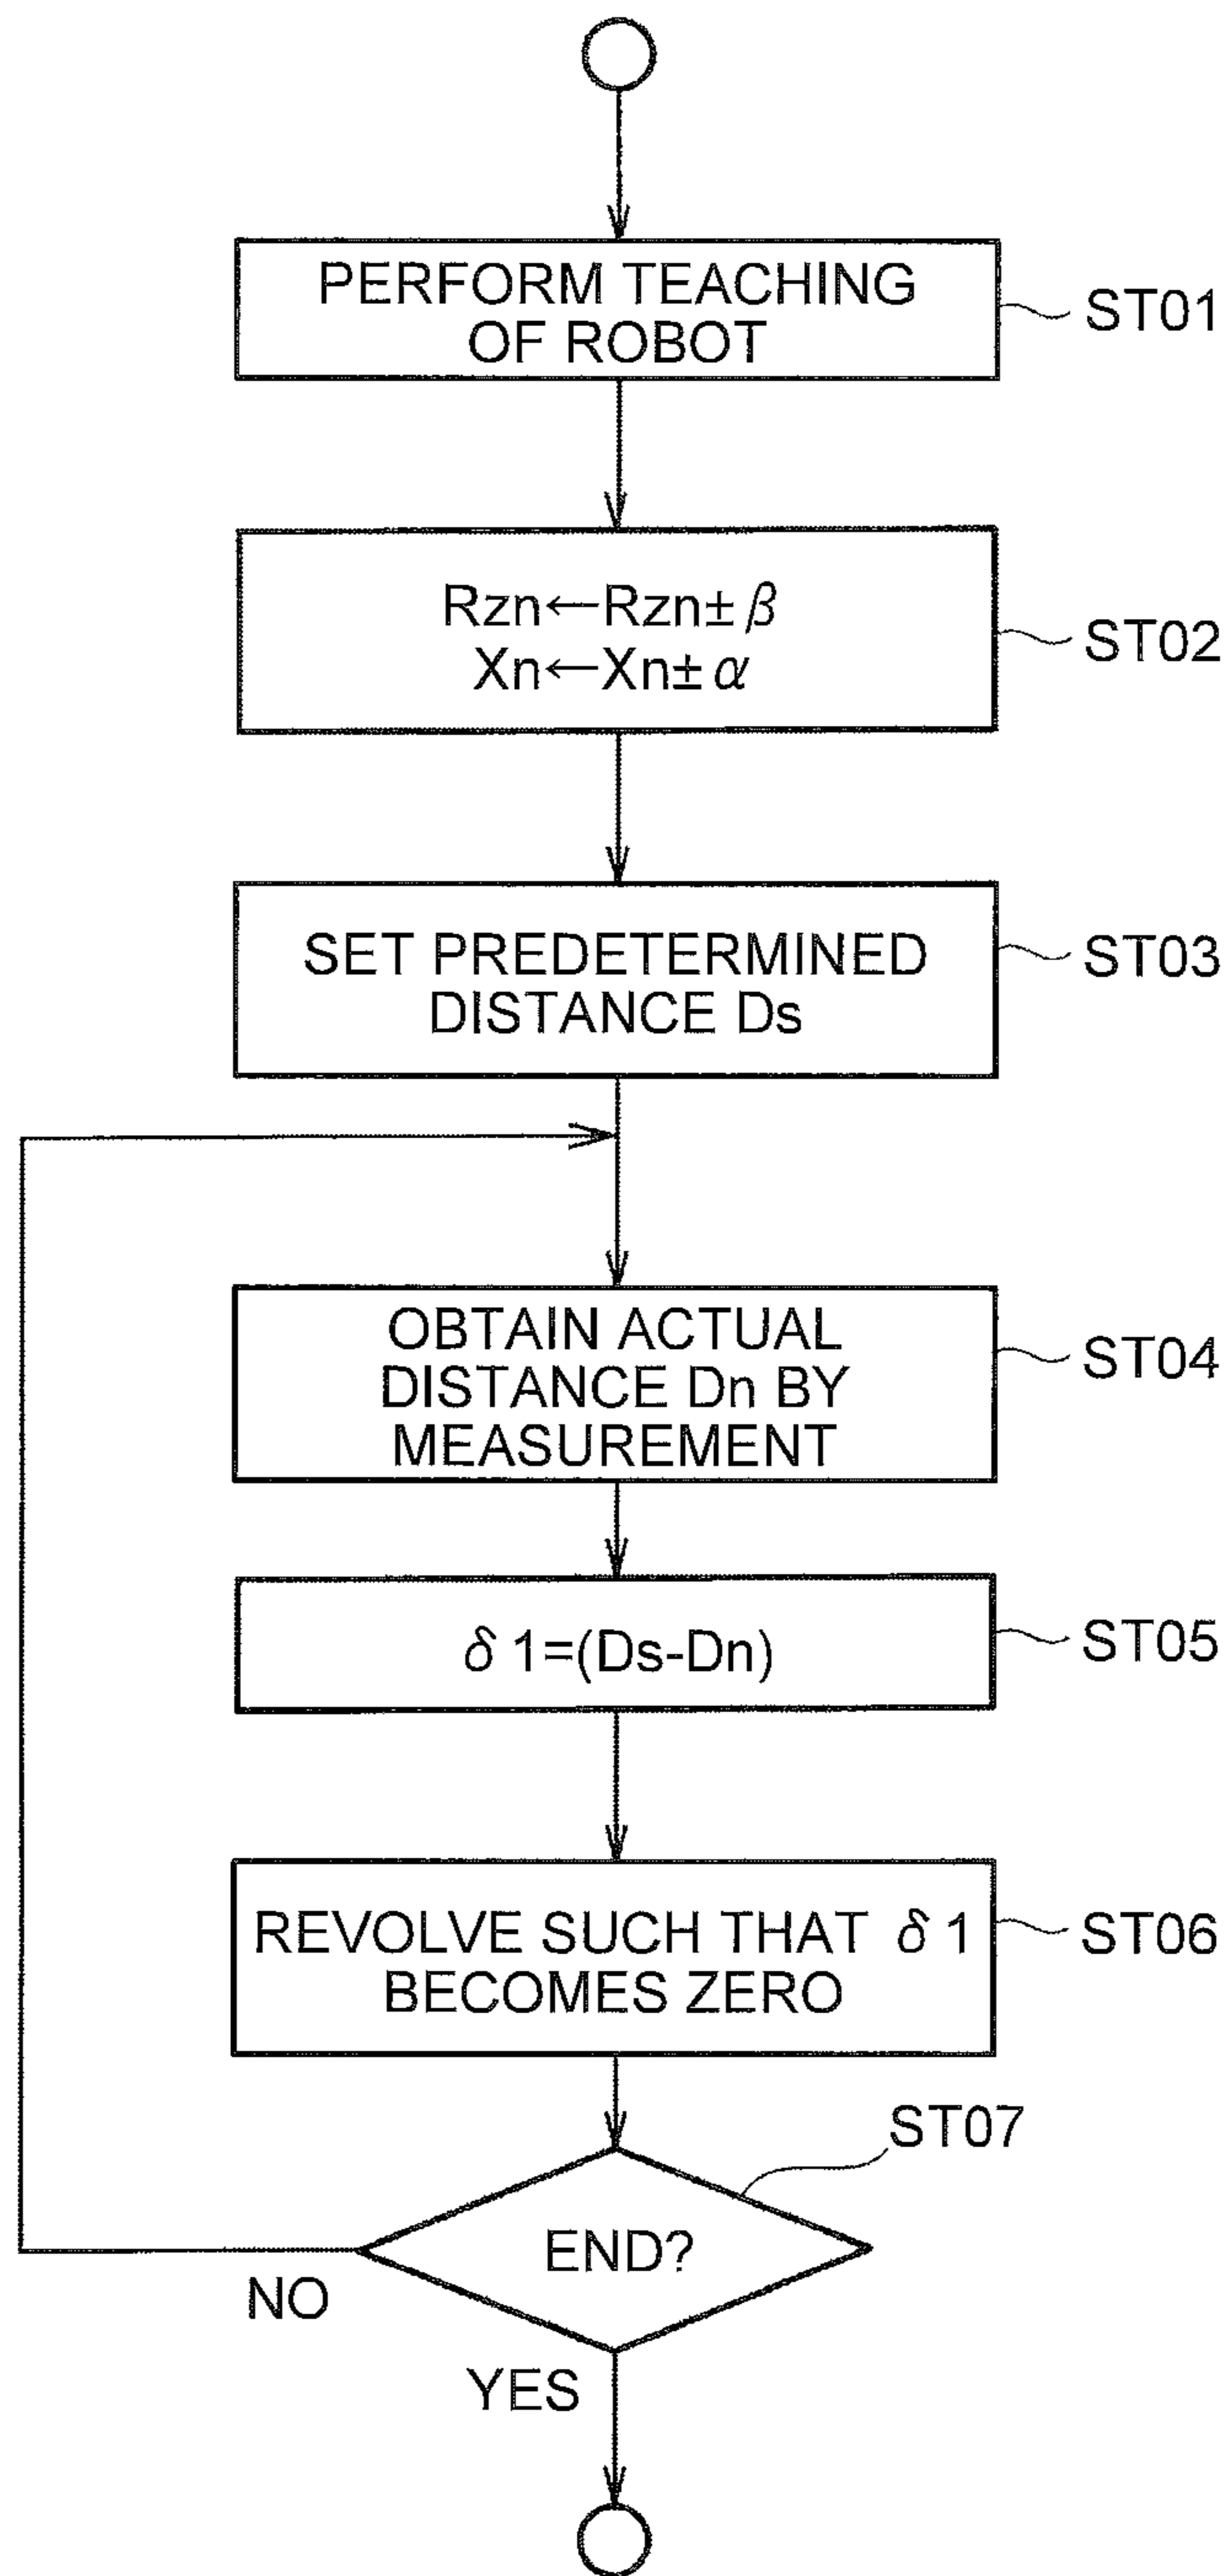 PERFORM TEACHING
OF ROBOT
ST01
Rzn←Rzn±β
Xn←Xn±α
ST02
SET PREDETERMINED
DISTANCE Ds
ST03
OBTAIN ACTUAL
DISTANCE Dn BY
MEASUREMENT
ST04
δ1=(Ds-Dn)
ST05
REVOLVE SUCH THAT δ1
BECOMES ZERO
ST06
ST07
END?
NO
YES